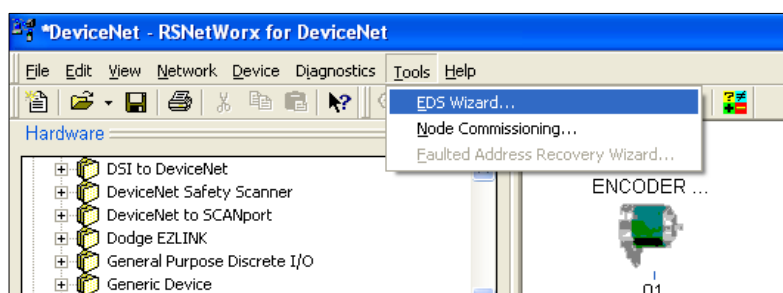 *DeviceNet - RSNetWorx for DeviceNet
File Edit View Network Device Diagnostics Tools Help
EDS Wizard...
Node Commissioning...
Faulted Address Recovery Wizard...
Hardware
DSI to DeviceNet
DeviceNet Safety Scanner
DeviceNet to SCANport
Dodge EZLINK
General Purpose Discrete I/O
Generic Device
ENCODER ...
01